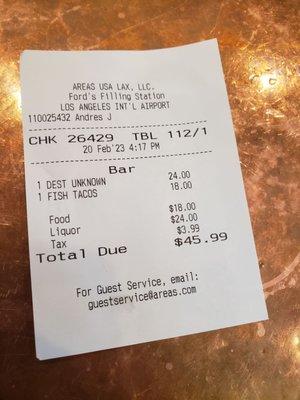 AREAS USA LAX, LLC.
Ford's Filling Station
LOS ANGELES INT'L AIRPORT
110025432 Andres J
CHK 26429 TBL 112/1
20 Feb'23 4:17 PM
Bar
1 DEST UNKNOWN 24.00
1 FISH TACOS 18.00
Food $18.00
Liquor $24.00
Tax $3.99
Total Due $45.99
For Guest Service, email:
guestservice@areas.com